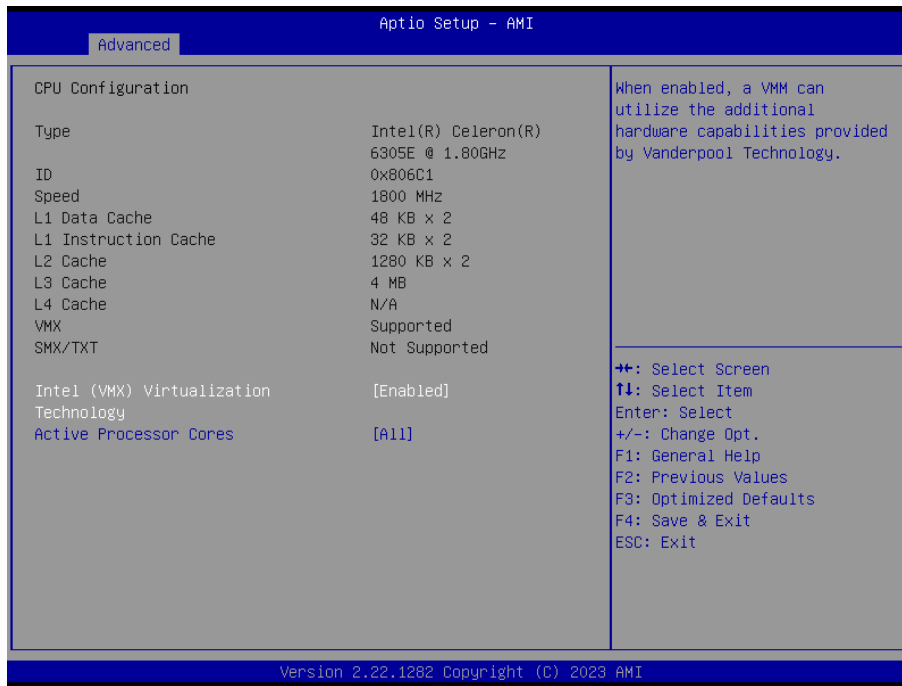 Aptio Setup – AMI
Advanced
CPU Configuration
Type Intel(R) Celeron(R)
6305E @ 1.80GHz
ID 0x806C1
Speed 1800 MHz
L1 Data Cache 48 KB x 2
L1 Instruction Cache 32 KB x 2
L2 Cache 1280 KB x 2
L3 Cache 4 MB
L4 Cache N/A
VMX Supported
SMX/TXT Not Supported
Intel (VMX) Virtualization [Enabled]
Technology
Active Processor Cores [All]
When enabled, a VMM can
utilize the additional
hardware capabilities provided
by Vanderpool Technology.
→←: Select Screen
↑↓: Select Item
Enter: Select
+/-: Change Opt.
F1: General Help
F2: Previous Values
F3: Optimized Defaults
F4: Save & Exit
ESC: Exit
Version 2.22.1282 Copyright (C) 2023 AMI